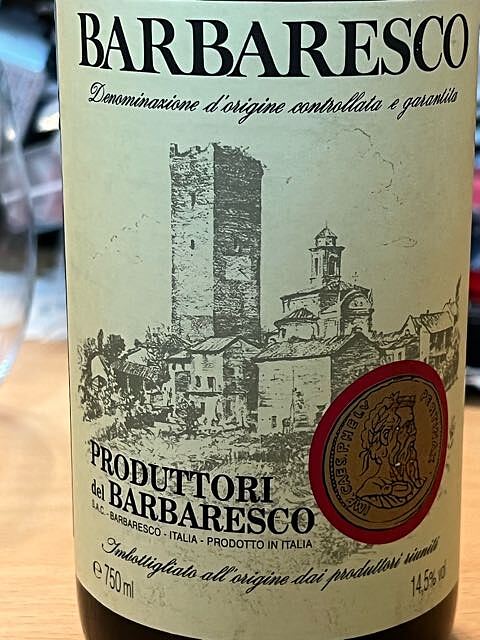 BARBARESCO
Denominazione d'origine controllata e garantita
PRODUTTORI
del BARBARESCO
S.A.C. - BARBARESCO - ITALIA - PRODOTTO IN ITALIA
Imbottigliato all'origine dai produttori riuniti
e 750 ml
14,5% vol